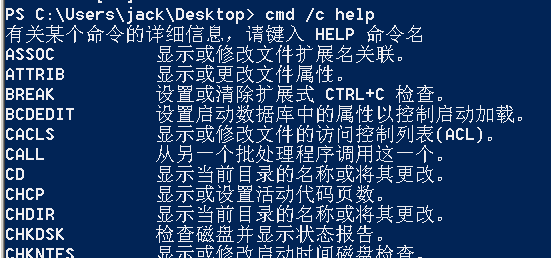 PS C:\Users\jack\Desktop> cmd /c help
有关某个命令的详细信息，请键入 HELP 命令名
ASSOC 显示或修改文件扩展名关联。
ATTRIB 显示或更改文件属性。
BREAK 设置或清除扩展式 CTRL+C 检查。
BCDEDIT 设置启动数据库中的属性以控制启动加载。
CACLS 显示或修改文件的访问控制列表(ACL)。
CALL 从另一个批处理程序调用这一个。
CD 显示当前目录的名称或将其更改。
CHCP 显示或设置活动代码页数。
CHDIR 显示当前目录的名称或将其更改。
CHKDSK 检查磁盘并显示状态报告。
CHKNTFS 显示或修改启动时间磁盘检查。